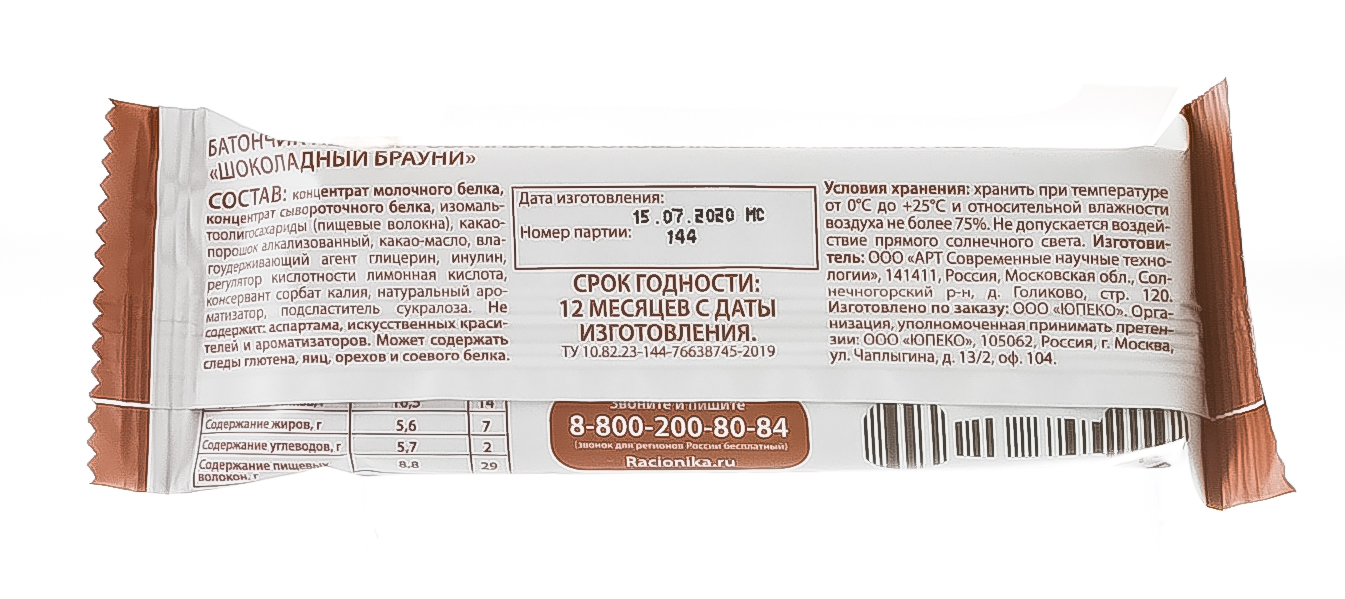 «ШОКОЛАДНЫЙ БРАУНИ»
СОСТАВ: концентрат молочного белка,
концентрат сывороточного белка, изомаль-
тоолигосахариды (пищевые волокна), какао-
порошок алкализованный, какао-масло, вла-
гоудерживающий агент глицерин, инулин,
регулятор кислотности лимонная кислота,
консервант сорбат калия, натуральный аро-
матизатор, подсластитель сукралоза. Не
содержит: аспартама, искусственных краси-
телей и ароматизаторов. Может содержать
следы глютена, яиц, орехов и соевого белка.
Дата изготовления:
15.07.2020 МС
Номер партии:
144
СРОК ГОДНОСТИ:
12 МЕСЯЦЕВ С ДАТЫ
ИЗГОТОВЛЕНИЯ.
ТУ 10.82.23-144-76638745-2019
Условия хранения: хранить при температуре
от 0°С до +25°С и относительной влажности
воздуха не более 75%. Не допускается воздей-
ствие прямого солнечного света. Изготови-
тель: ООО «АРТ Современные научные техно-
логии», 141411, Россия, Московская обл., Сол-
нечногорский р-н, д. Голиково, стр. 120.
Изготовлено по заказу: ООО «ЮПЕКО». Орга-
низация, уполномоченная принимать претен-
зии: ООО «ЮПЕКО», 105062, Россия, г. Москва,
ул. Чаплыгина, д. 13/2, оф. 104.
14
Содержание жиров, г 5,6 7
Содержание углеводов, г 5,7 2
Содержание пищевых 8,8 29
волокон, г
Звоните и пишите
8-800-200-80-84
(звонок для регионов России бесплатный)
Racionika.ru